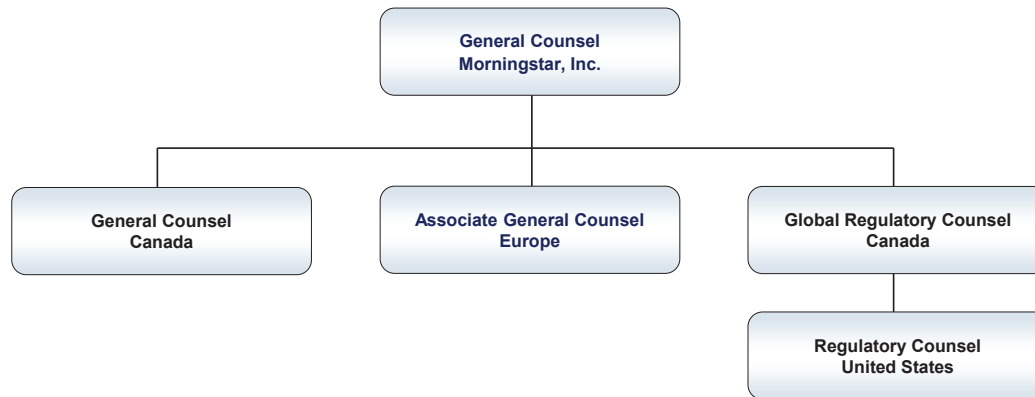 General Counsel
Morningstar, Inc.
General Counsel
Canada
Associate General Counsel
Europe
Global Regulatory Counsel
Canada
Regulatory Counsel
United States